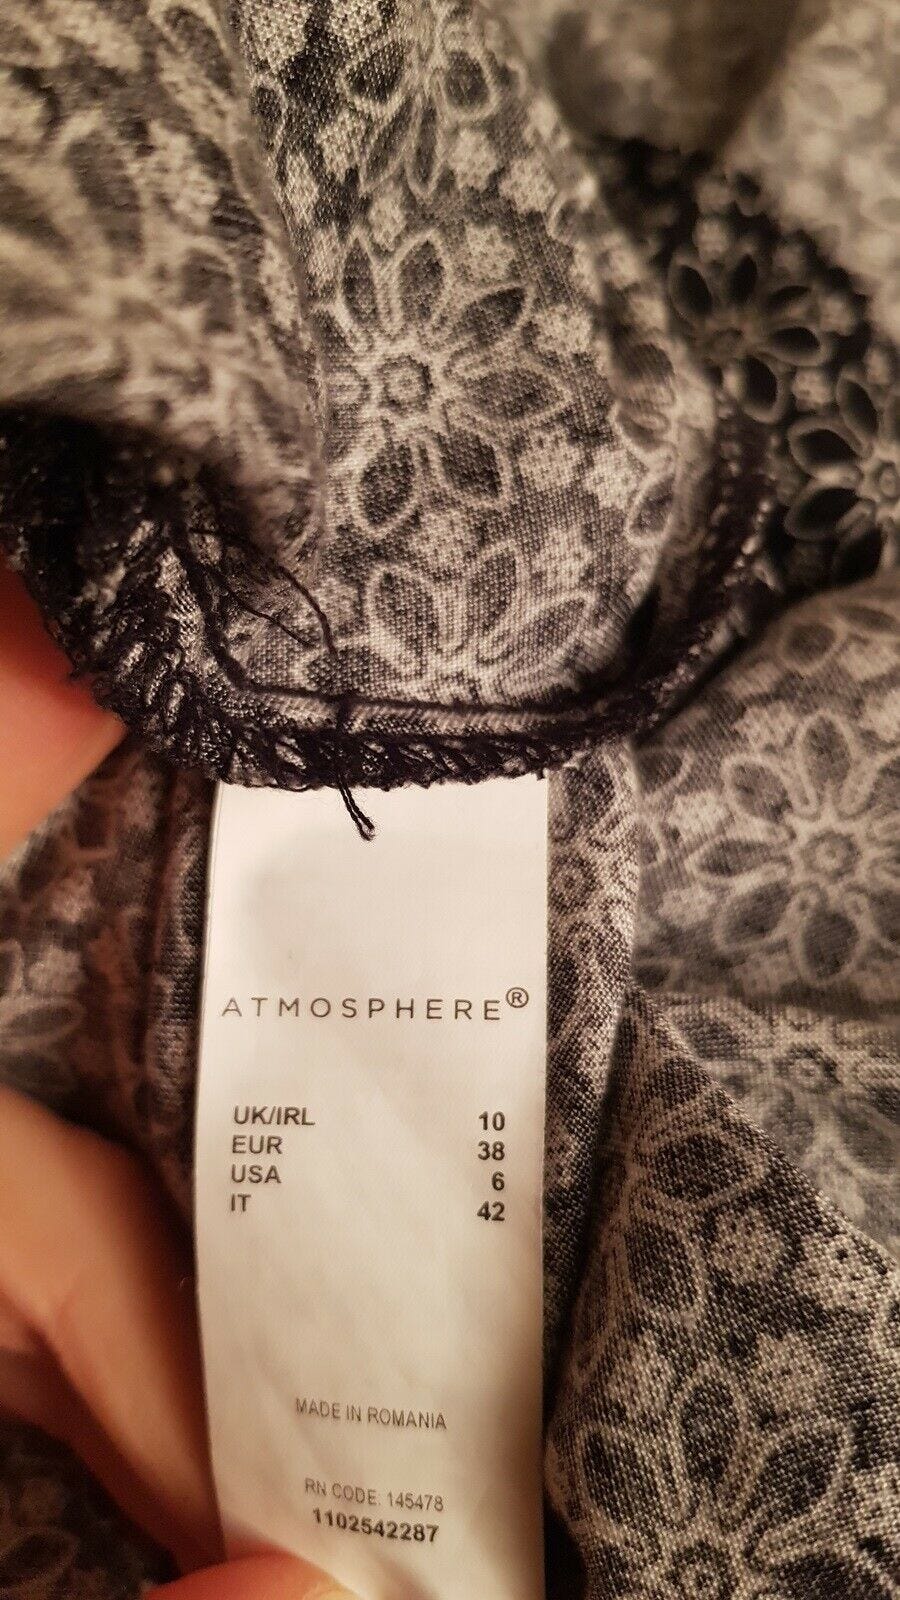 ATMOSPHERE®
UK/IRL 10
EUR 38
USA 6
IT 42
MADE IN ROMANIA
RN CODE: 145478
1102542287